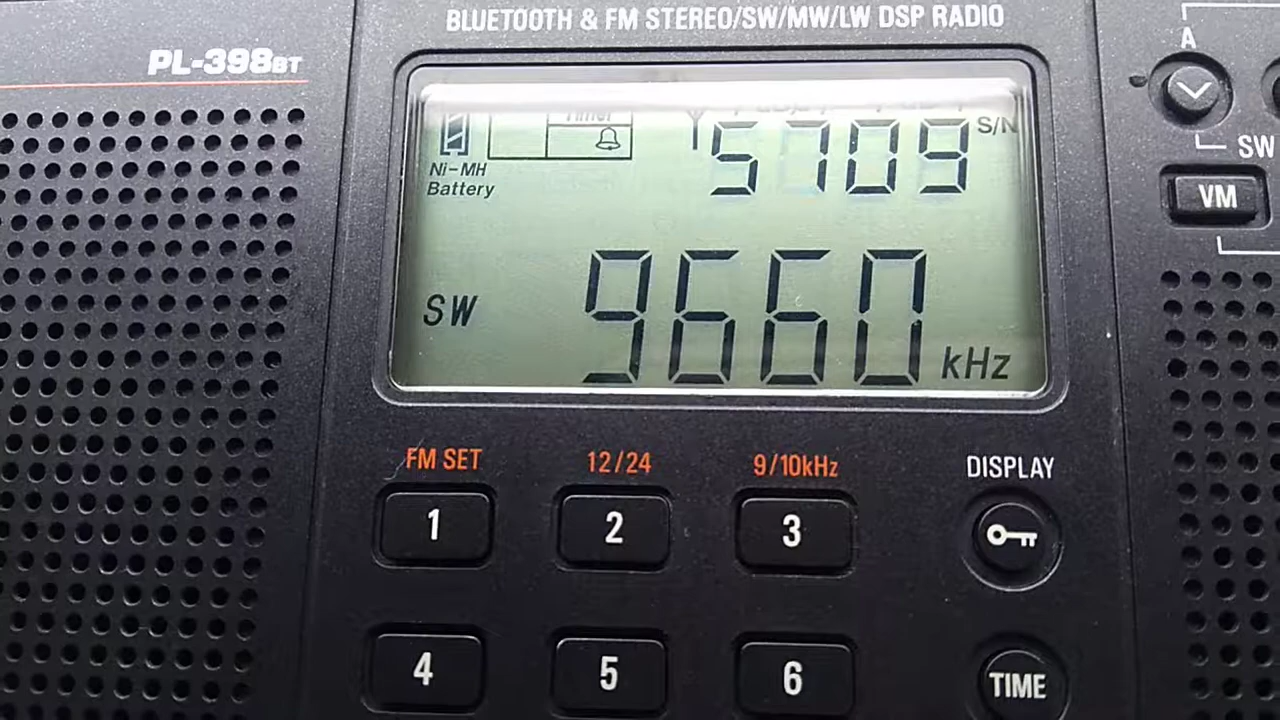 BLUETOOTH & FM STEREO/SW/MW/LW DSP RADIO
PL-398BT
A
Timer
5709
S/N
Ni-MH
Battery
SW
VM
SW
9660
kHz
FM SET
12/24
9/10kHz
DISPLAY
1
2
3
4
5
6
TIME